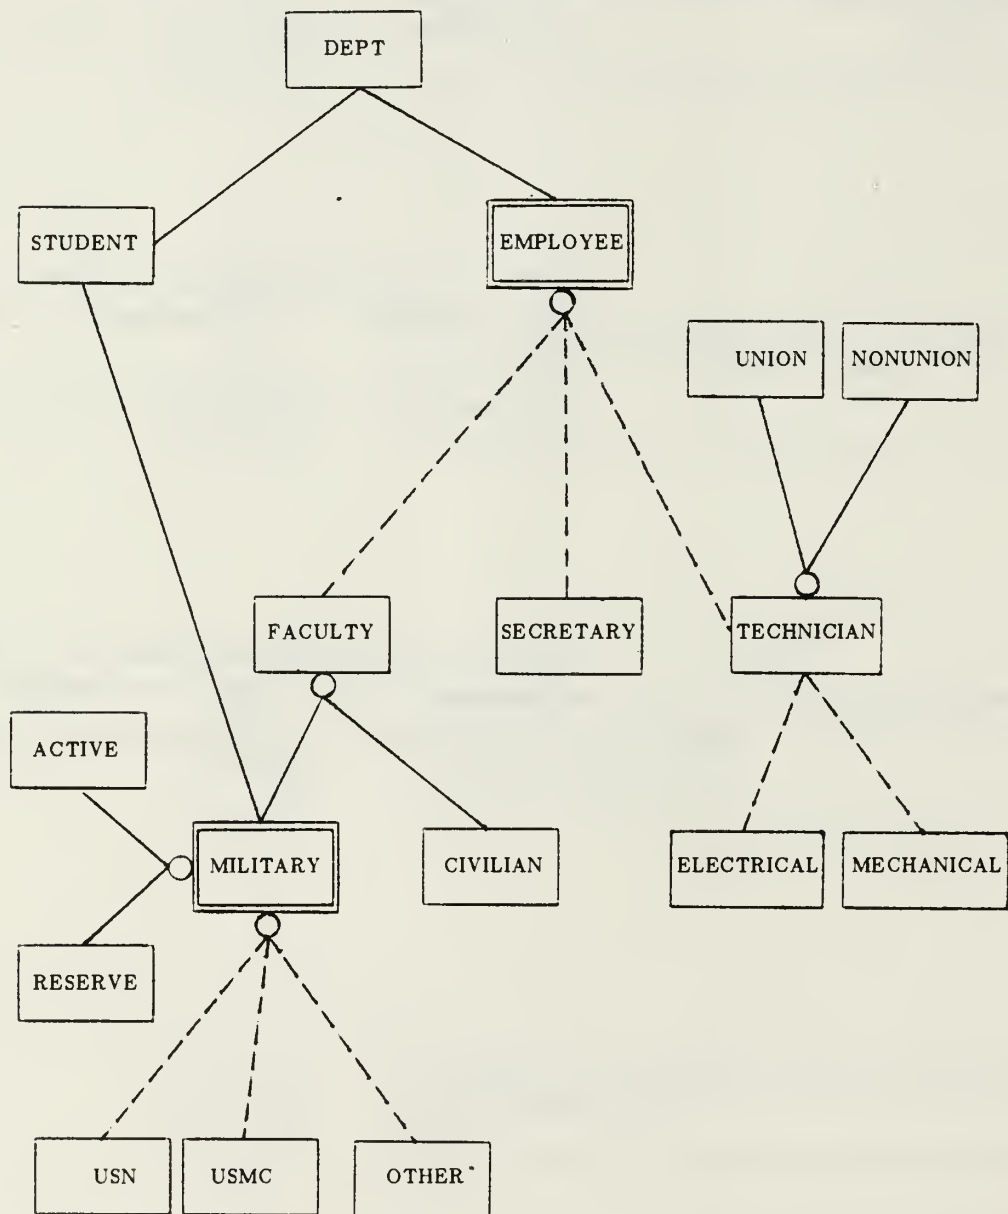 DEPT
STUDENT
EMPLOYEE
UNION
NONUNION
FACULTY
SECRETARY
TECHNICIAN
ACTIVE
MILITARY
CIVILIAN
ELECTRICAL
MECHANICAL
RESERVE
USN
USMC
OTHER